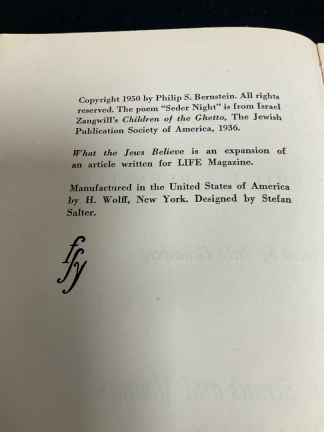 Copyright 1950 by Philip S. Bernstein. All rights
reserved. The poem "Seder Night" is from Israel
Zangwill's Children of the Ghetto, The Jewish
Publication Society of America, 1936.
What the Jews Believe is an expansion of
an article written for LIFE Magazine.
Manufactured in the United States of America
by H. Wolff, New York. Designed by Stefan
Salter.
ffy